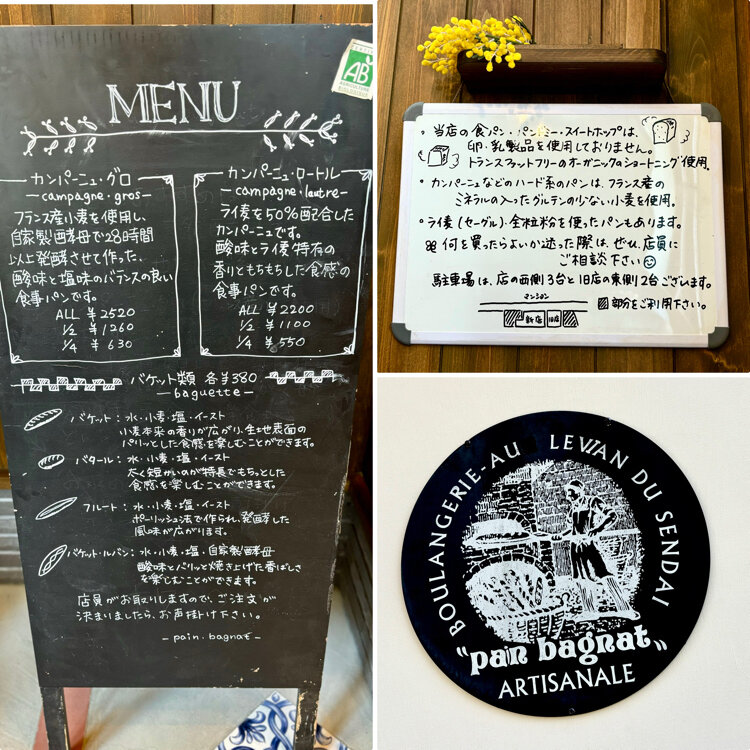 MENU
AB
AGRICULTURE
BIOLOGIQUE
カンパーニュ・グロ
-campagne・gros-
フランス産小麦を使用し、
自家製酵母で28時間
以上発酵させて作った、
酸味と塩味のバランスの良い
食事パンです。
ALL ¥2520
1/2 ¥1260
1/4 ¥630
カンパーニュ・ロートル
-campagne・lautre-
ライ麦を50%配合した
カンパーニュです。
酸味とライ麦特有の
香りともちもちした食感の
食事パンです。
ALL ¥2200
1/2 ¥1100
1/4 ¥550
バケット類 各¥380
-baguette-
バケット：水・小麦・塩・イースト
小麦本来の香りが広がり、生地表面の
パリッとした食感を楽しむことができます。
バタール：水・小麦・塩・イースト
太く短かいのが特長でもちっとした
食感を楽しむことができます。
フルート：水・小麦・塩・イースト
ポーリッシュ法で作られ、発酵した
風味が広がります。
バケット・ルバン：水・小麦・塩・自家製酵母
酸味とパリッと焼き上げた香ばしさ
を楽しむことができます。
店員がお取りしますので、ご注文が
決まりましたら、お声掛け下さい。
-pain.bagnat-
・当店の食パン・パン・ミー・スイートホップは、
卵・乳製品を使用しておりません。
トランスファットフリーのオーガニックのショートニング使用。
・カンパーニュなどのハード系のパンは、フランス産の
ミネラルの入ったグルテンの少ない小麦を使用。
・ライ麦(セーグル)・全粒粉を使ったパンもあります。
何を買ったらよいか迷った際は、ぜひ、店員に
ご相談下さい
駐車場は、店の西側3台と旧店の東側2台ございます。
マンション
新店 旧店
部分をご利用下さい。
BOULANGERIE-AU LEVAIN DU SENDAI
"pain bagnat"
ARTISANALE